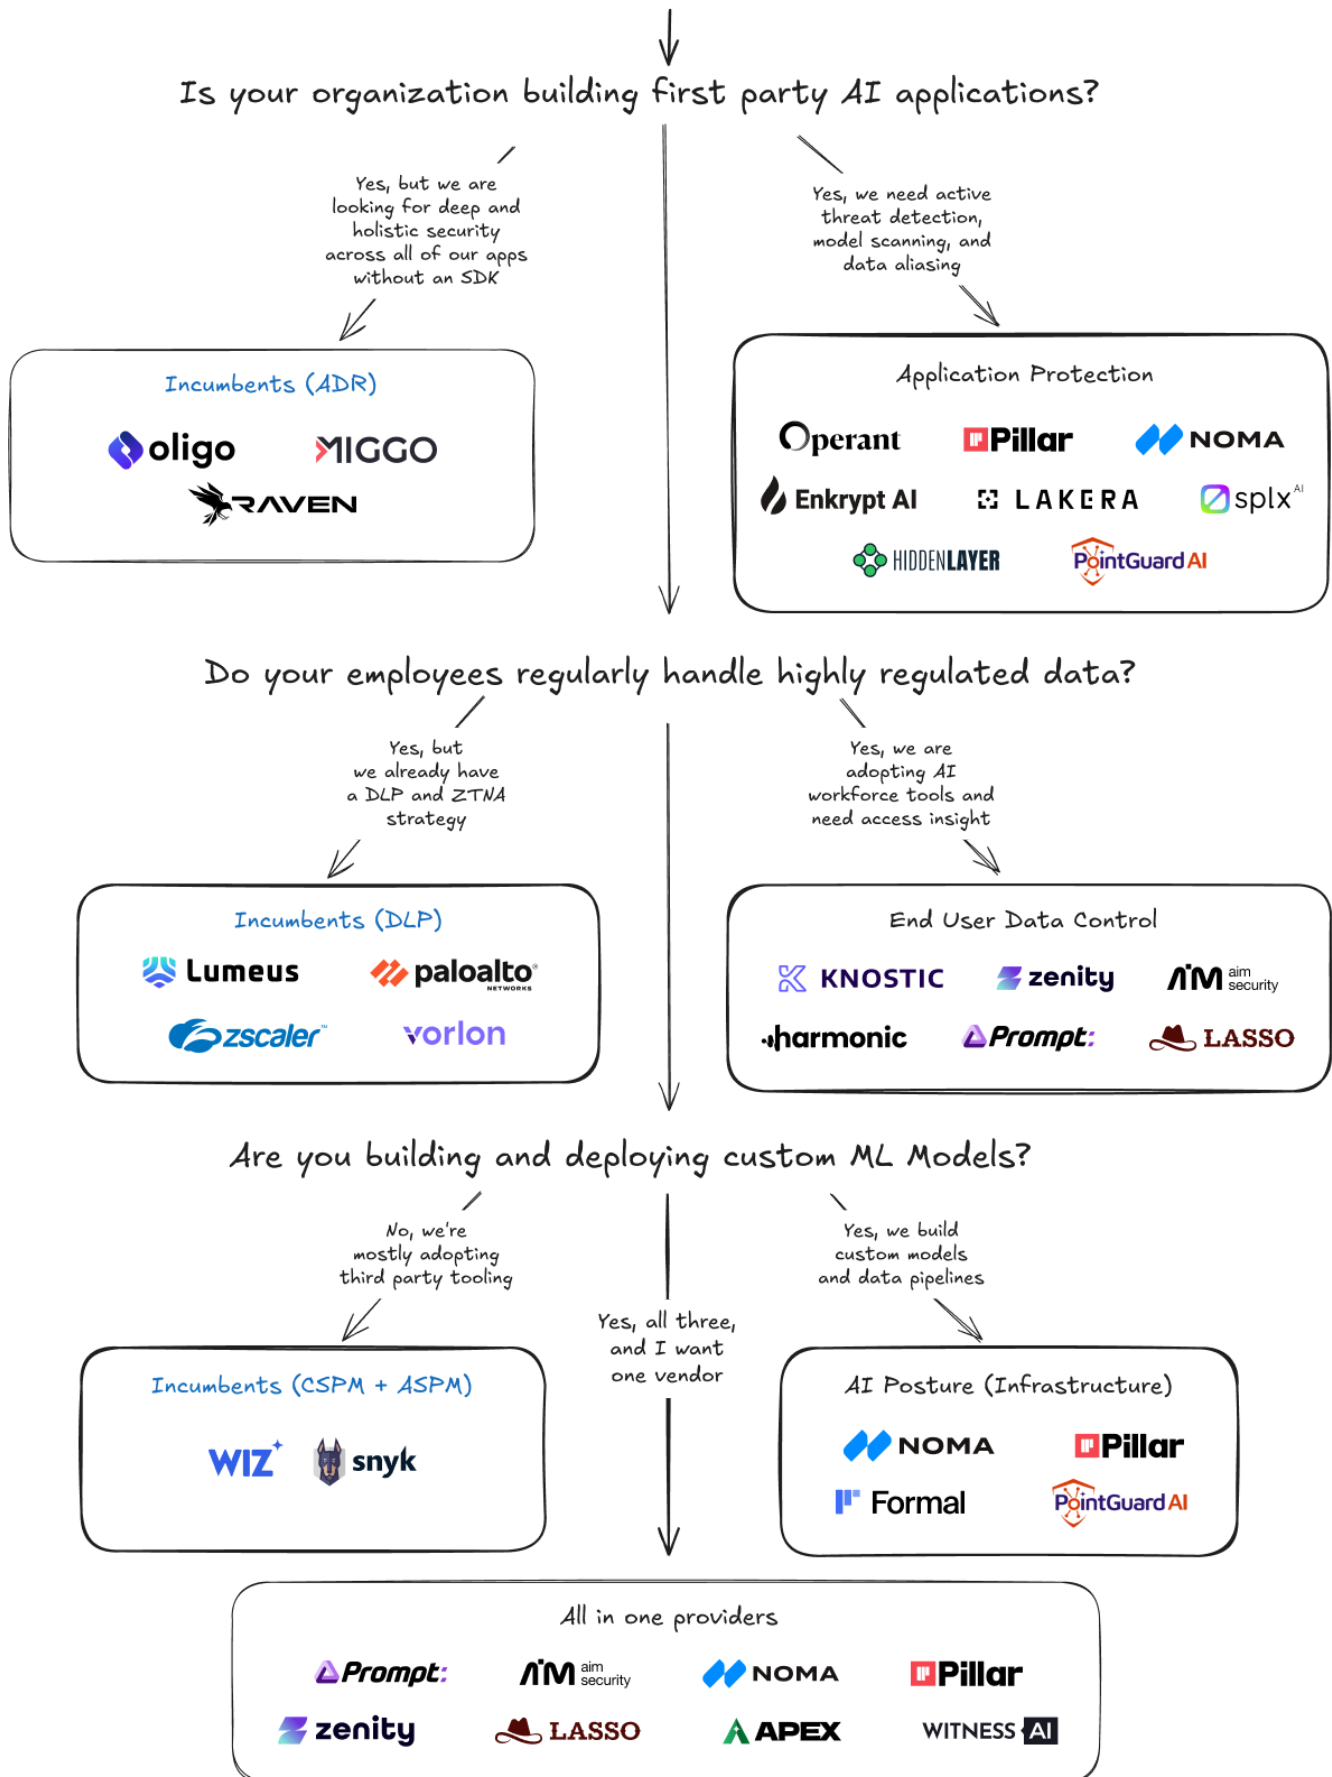 Is your organization building first party AI applications?
Yes, but we are
looking for deep and
holistic security
across all of our apps
without an SDK
Yes, we need active
threat detection,
model scanning, and
data aliasing
Incumbents (ADR)
oligo
MIGGO
RAVEN
Application Protection
Operant
Pillar
NOMA
Enkrypt AI
LAKERA
splx AI
HIDDENLAYER
PointGuard AI
Do your employees regularly handle highly regulated data?
Yes, but
we already have
a DLP and ZTNA
strategy
Yes, we are
adopting AI
workforce tools and
need access insight
Incumbents (DLP)
Lumeus
paloalto®
NETWORKS
zscaler™
vorlon
End User Data Control
KNOSTIC
zenity
AIM aim
security
harmonic
Prompt:
LASSO
Are you building and deploying custom ML Models?
No, we're
mostly adopting
third party tooling
Yes, all three,
and I want
one vendor
Yes, we build
custom models
and data pipelines
Incumbents (CSPM + ASPM)
WIZ
snyk
AI Posture (Infrastructure)
NOMA
Pillar
Formal
PointGuard AI
All in one providers
Prompt:
AIM aim
security
NOMA
Pillar
zenity
LASSO
APEX
WITNESS AI